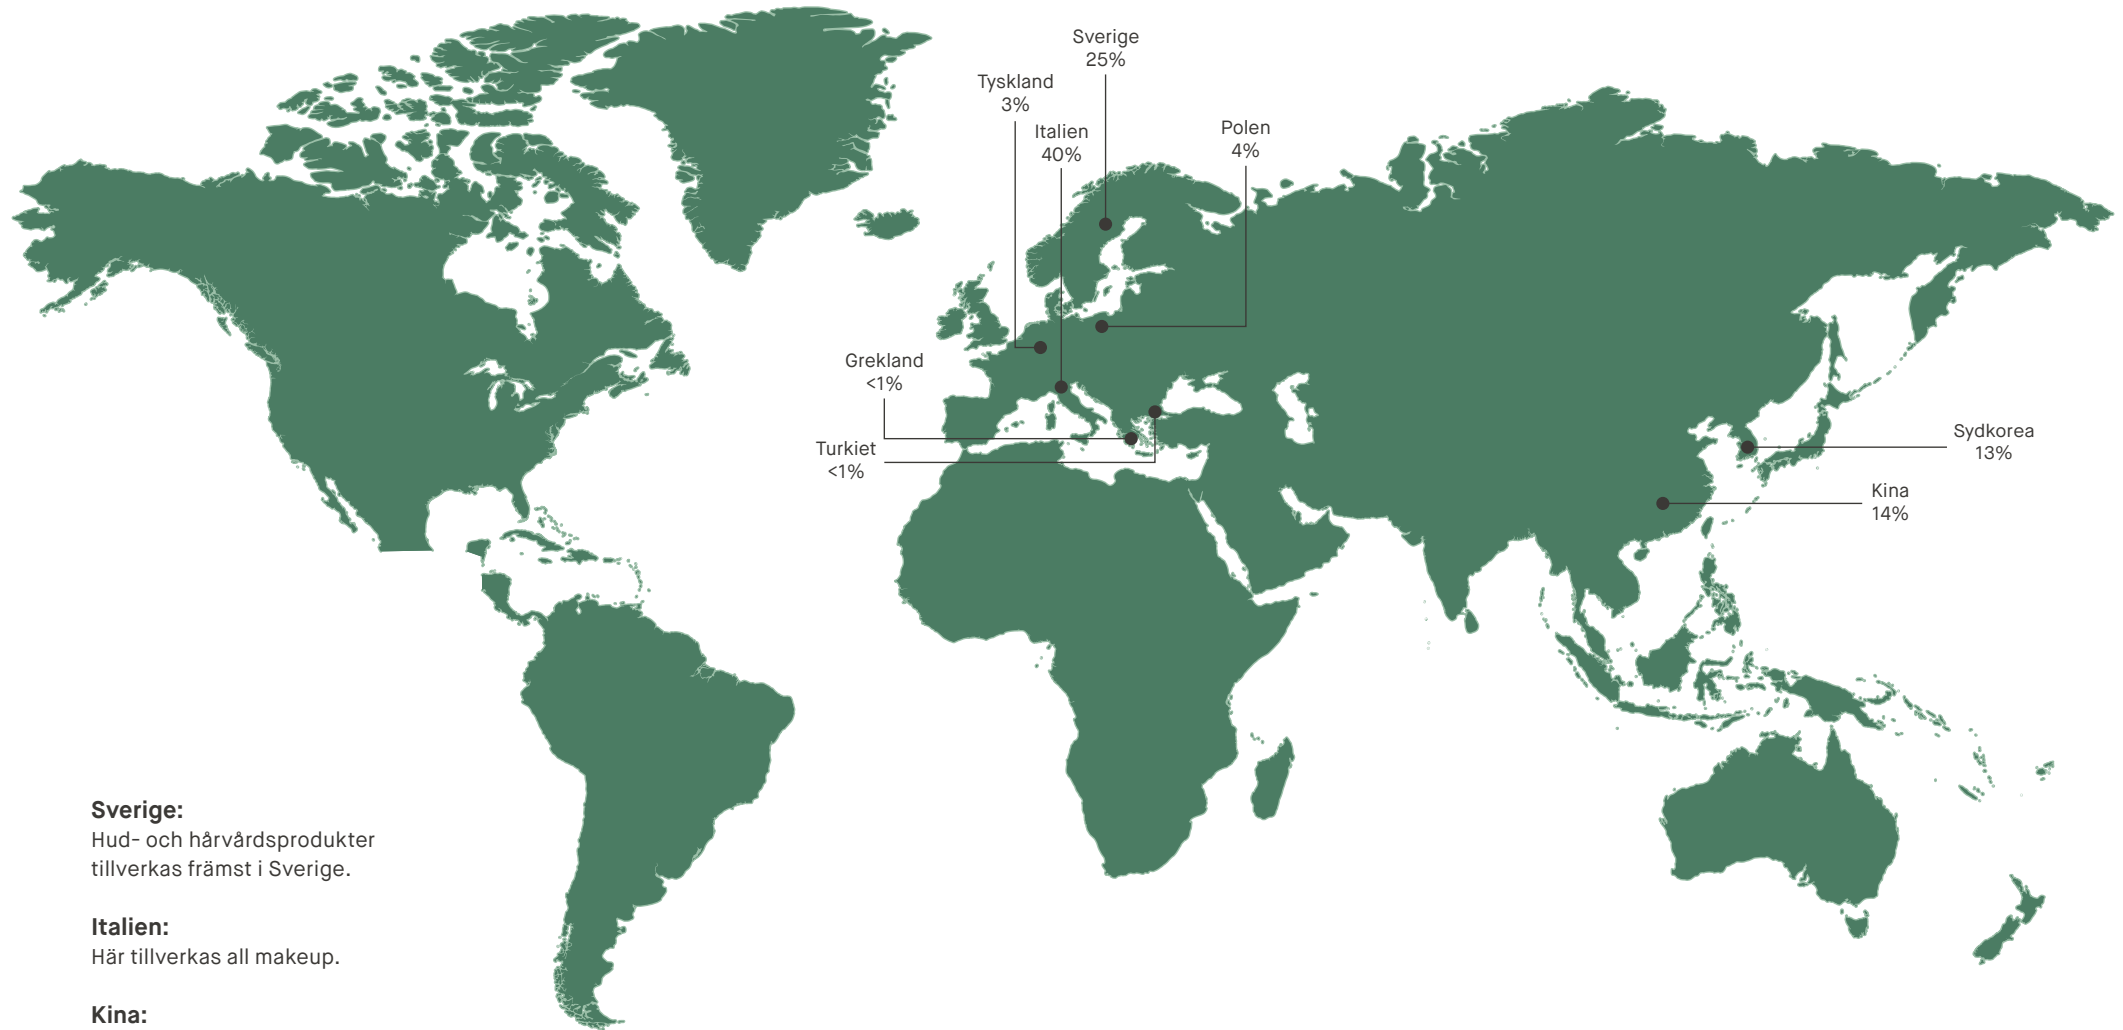 Sverige
25%
Tyskland
3%
Italien
40%
Polen
4%
Grekland
<1%
Turkiet
<1%
Sydkorea
13%
Kina
14%
Sverige:
Hud- och hårvårdsprodukter
tillverkas främst i Sverige.
Italien:
Här tillverkas all makeup.
Kina: